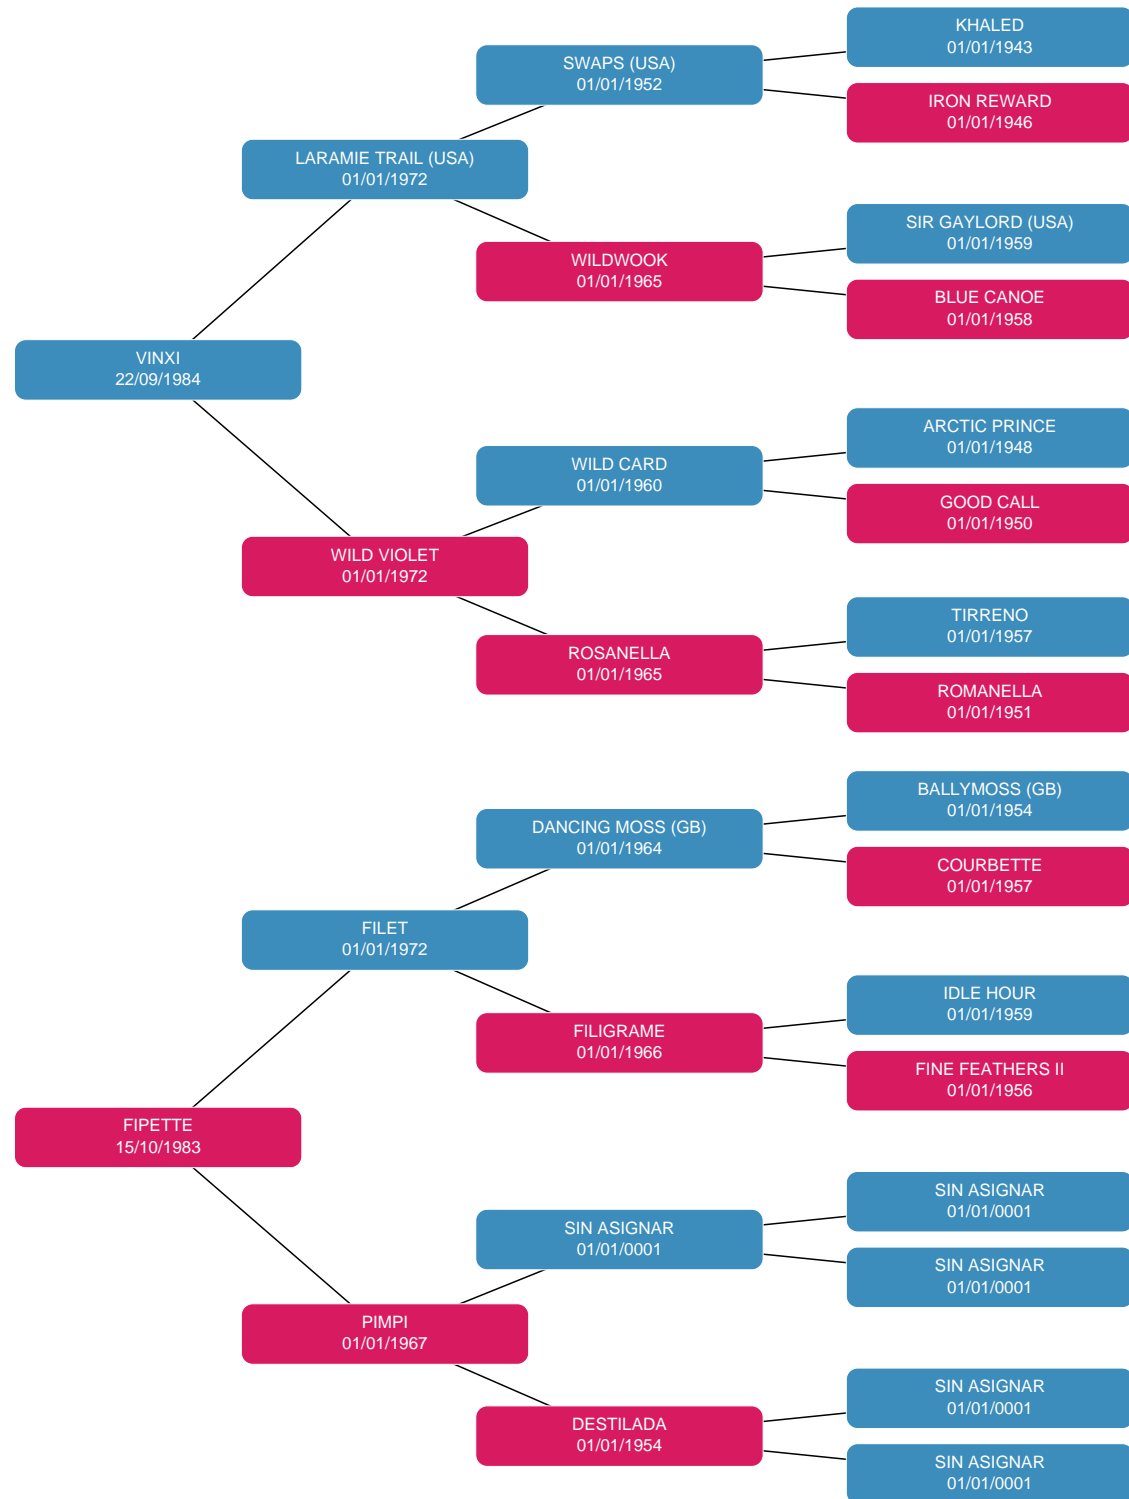 KHALED
01/01/1943
SWAPS (USA)
01/01/1952
IRON REWARD
01/01/1946
LARAMIE TRAIL (USA)
01/01/1972
SIR GAYLORD (USA)
01/01/1959
WILDWOOK
01/01/1965
BLUE CANOE
01/01/1958
VINXI
22/09/1984
ARCTIC PRINCE
01/01/1948
WILD CARD
01/01/1960
GOOD CALL
01/01/1950
WILD VIOLET
01/01/1972
TIRRENO
01/01/1957
ROSANELLA
01/01/1965
ROMANELLA
01/01/1951
BALLYMOSS (GB)
01/01/1954
DANCING MOSS (GB)
01/01/1964
COURBETTE
01/01/1957
FILET
01/01/1972
IDLE HOUR
01/01/1959
FILIGRAME
01/01/1966
FINE FEATHERS II
01/01/1956
FIPETTE
15/10/1983
SIN ASIGNAR
01/01/0001
SIN ASIGNAR
01/01/0001
SIN ASIGNAR
01/01/0001
PIMPI
01/01/1967
SIN ASIGNAR
01/01/0001
DESTILADA
01/01/1954
SIN ASIGNAR
01/01/0001